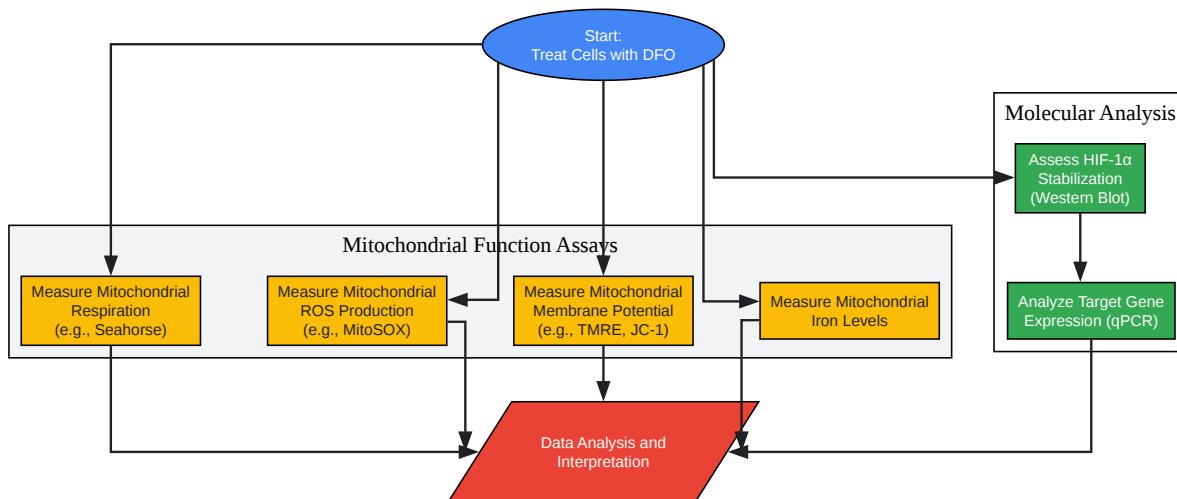 Start:
Treat Cells with DFO
Molecular Analysis
Assess HIF-1α
Stabilization
(Western Blot)
Mitochondrial Function Assays
Measure Mitochondrial
Respiration
(e.g., Seahorse)
Measure Mitochondrial
ROS Production
(e.g., MitoSOX)
Measure Mitochondrial
Membrane Potential
(e.g., TMRE, JC-1)
Measure Mitochondrial
Iron Levels
Analyze Target Gene
Expression (qPCR)
Data Analysis and
Interpretation